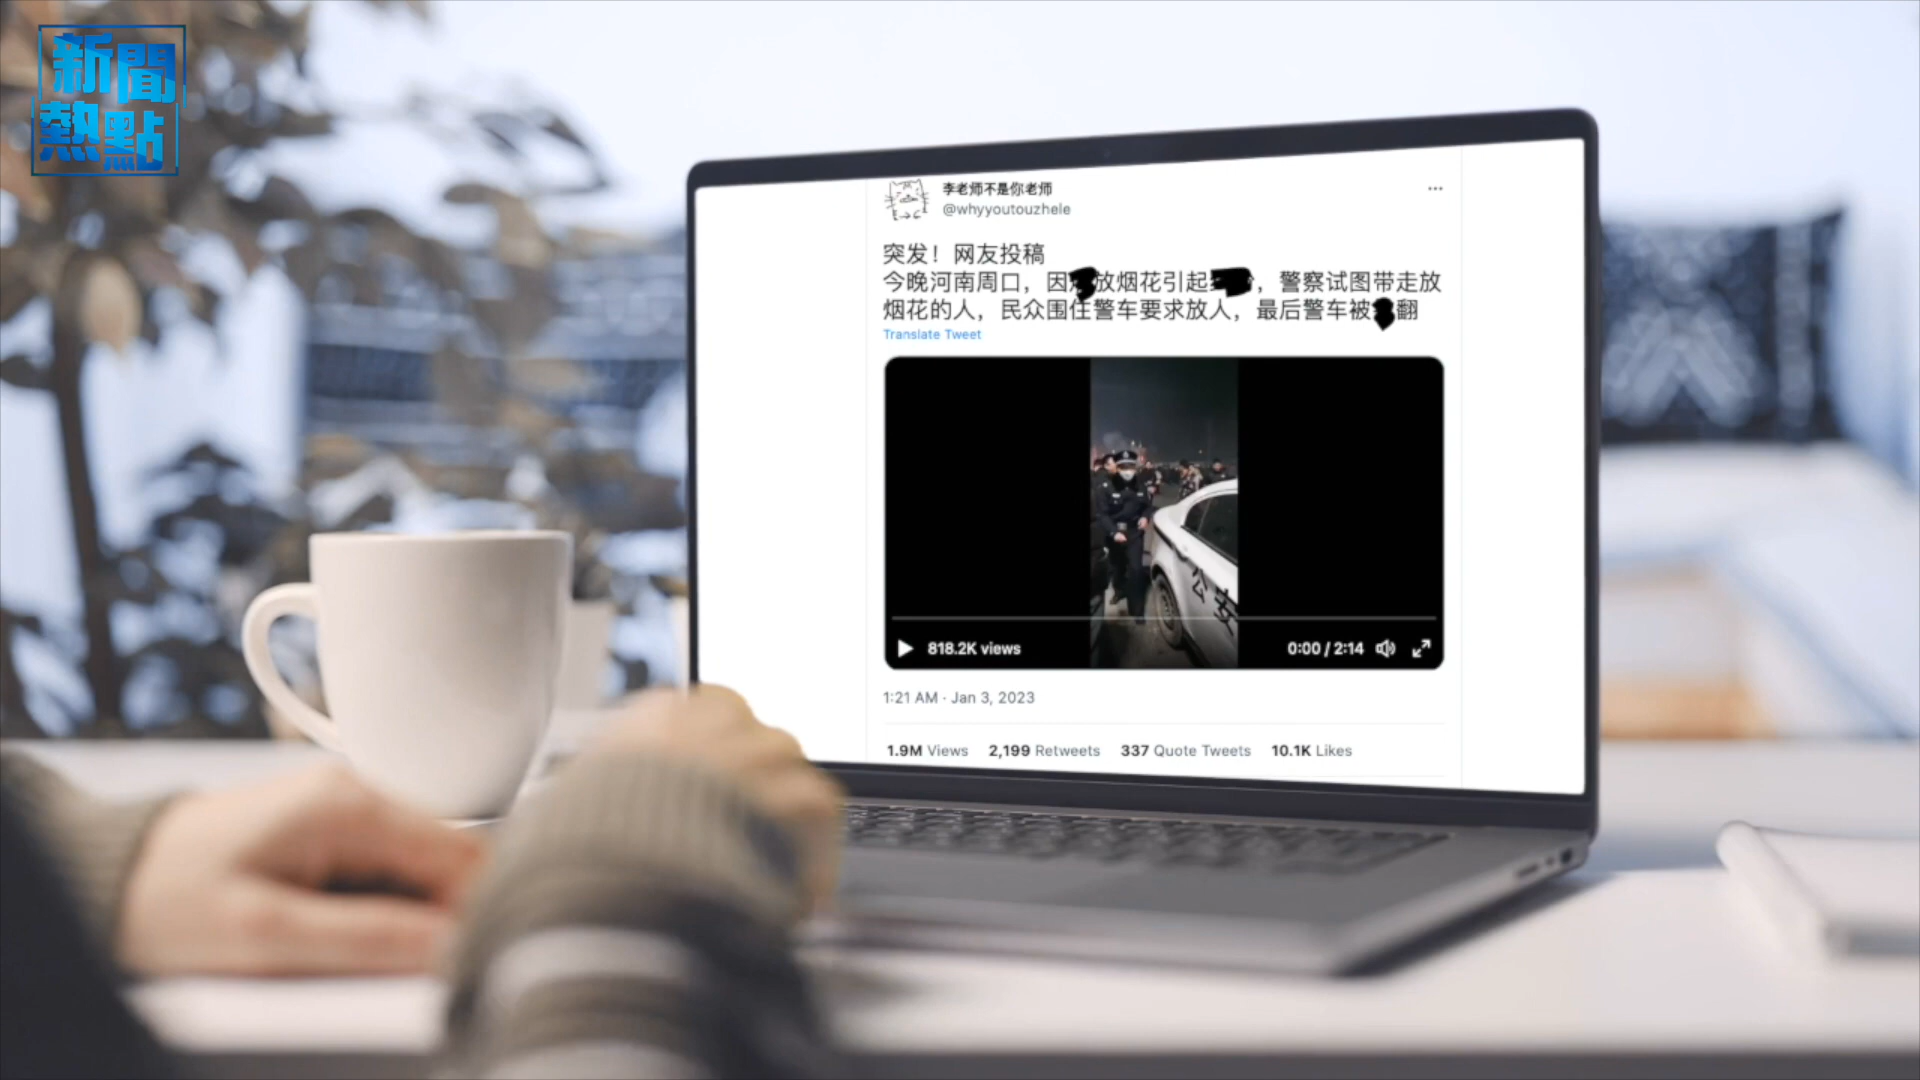 新聞
熱點
李老师不是你老师
@whyyoutouzhele
突发！网友投稿
今晚河南周口，因 放烟花引起 ，警察试图带走放
烟花的人，民众围住警车要求放人，最后警车被 翻
Translate Tweet
公安
818.2K views
0:00 / 2:14
1:21 AM · Jan 3, 2023
1.9M Views 2,199 Retweets 337 Quote Tweets 10.1K Likes